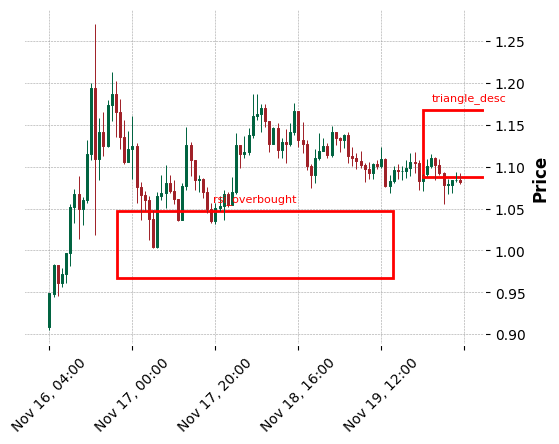 1.25
1.20
triangle_desc
1.15
Price
1.10
rsi_overbought
1.05
1.00
0.95
0.90
Nov 16, 04:00
Nov 17, 00:00
Nov 17, 20:00
Nov 18, 16:00
Nov 19, 12:00